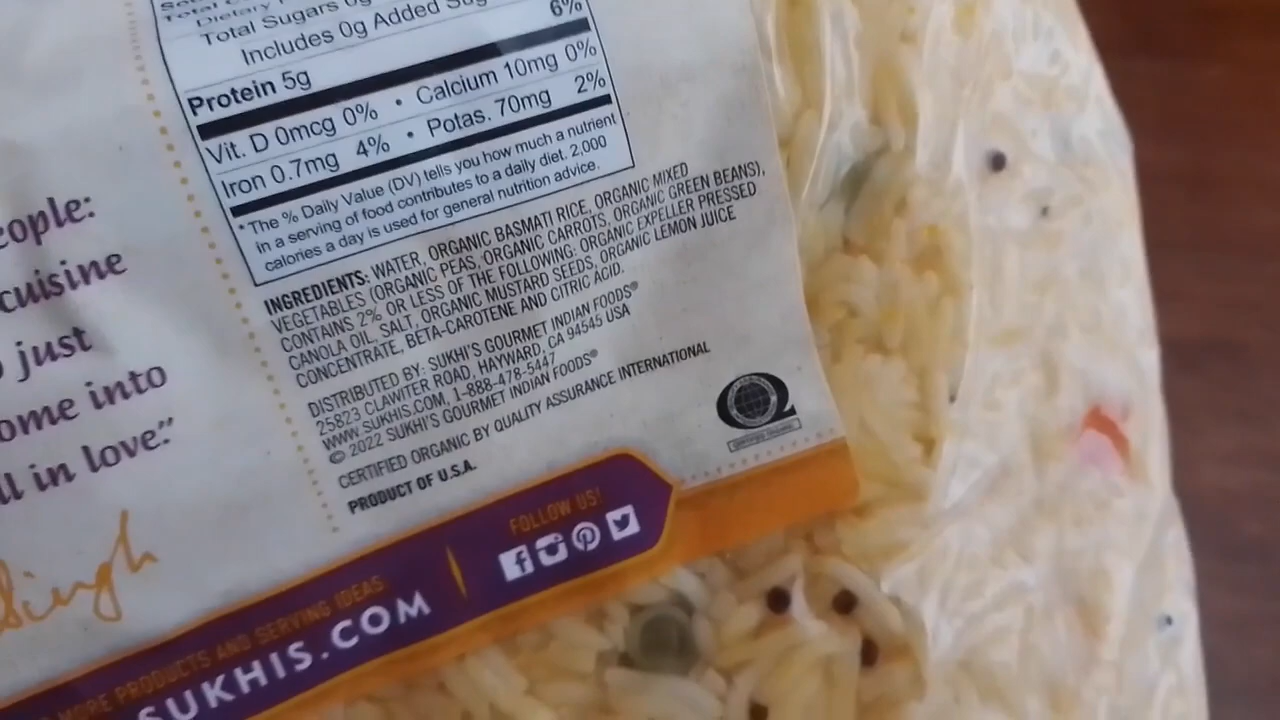 Total Sugars 0g
Includes 0g Added
6%
Protein 5g
Vit. D 0mcg 0% • Calcium 10mg 0%
Iron 0.7mg 4% • Potas. 70mg 2%
* The % Daily Value (DV) tells you how much a nutrient
in a serving of food contributes to a daily diet. 2,000
calories a day is used for general nutrition advice.
INGREDIENTS: WATER, ORGANIC BASMATI RICE, ORGANIC MIXED
VEGETABLES (ORGANIC PEAS, ORGANIC CARROTS, ORGANIC GREEN BEANS),
CONTAINS 2% OR LESS OF THE FOLLOWING: ORGANIC EXPELLER PRESSED
CANOLA OIL, SALT, ORGANIC MUSTARD SEEDS, ORGANIC LEMON JUICE
CONCENTRATE, BETA-CAROTENE AND CITRIC ACID.
DISTRIBUTED BY: SUKHI'S GOURMET INDIAN FOODS®
25823 CLAWITER ROAD, HAYWARD, CA 94545 USA
WWW.SUKHIS.COM, 1-888-478-5447
© 2022 SUKHI'S GOURMET INDIAN FOODS®
CERTIFIED ORGANIC BY QUALITY ASSURANCE INTERNATIONAL
PRODUCT OF U.S.A.
eople:
cuisine
just
ome into
ll in love."
Singh
FOLLOW US!
MORE PRODUCTS AND SERVING IDEAS
SUKHIS.COM